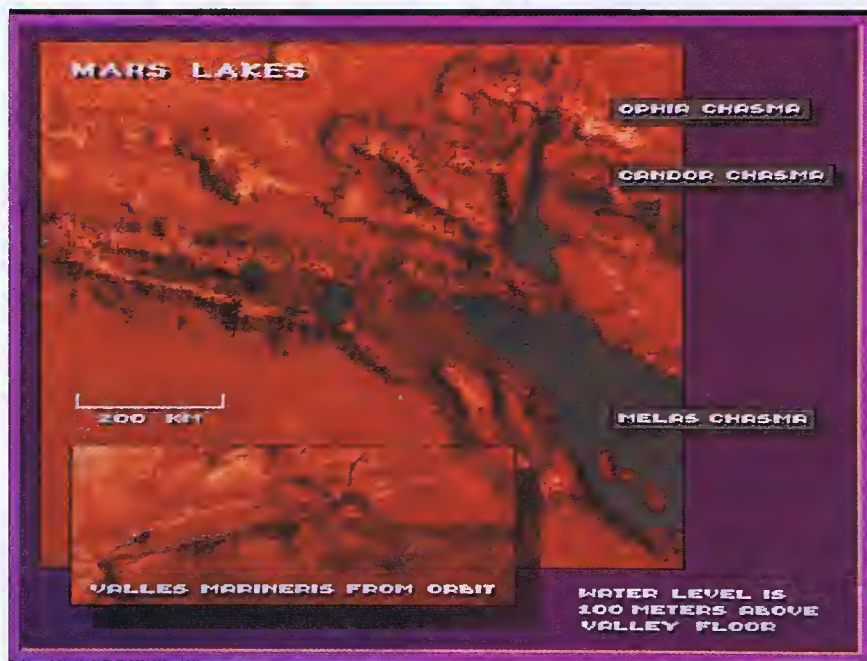 MARS LAKES
OPHIR CHASMA
CANDOR CHASMA
200 KM
MELAS CHASMA
VALLES MARINERIS FROM ORBIT
WATER LEVEL IS
100 METERS ABOVE
VALLEY FLOOR